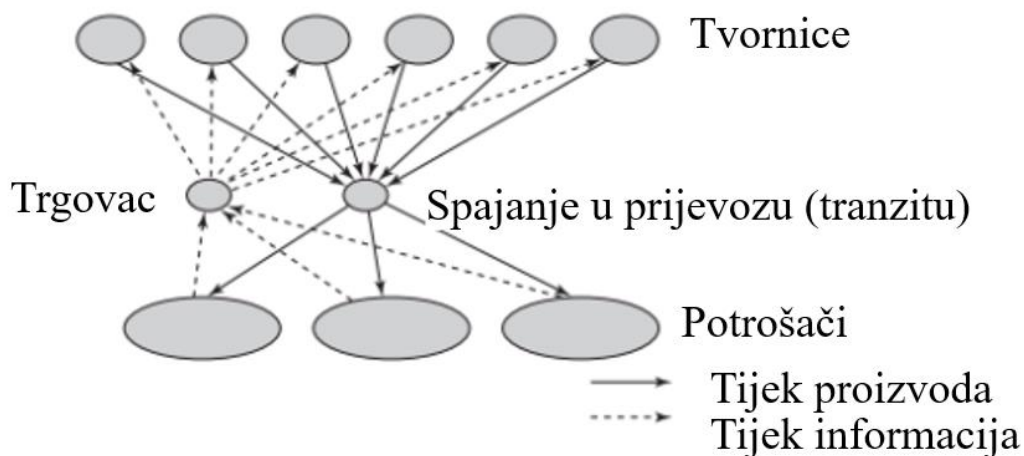 Tvornice
Trgovac
Spajanje u prijevozu (tranzitu)
Potrošači
Tijek proizvoda
Tijek informacija